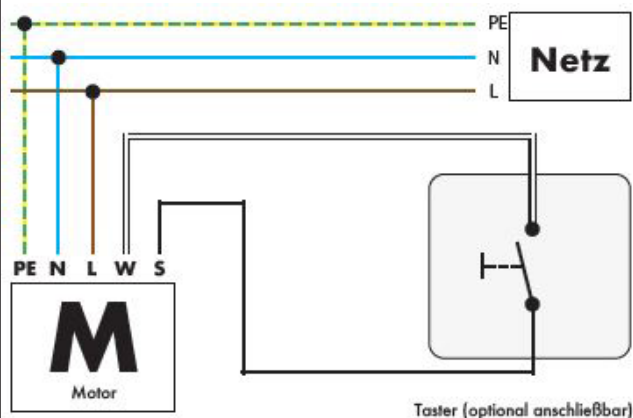 PE
N
Netz
L
PE N L W S
M
Motor
Taster (optional anschließbar)